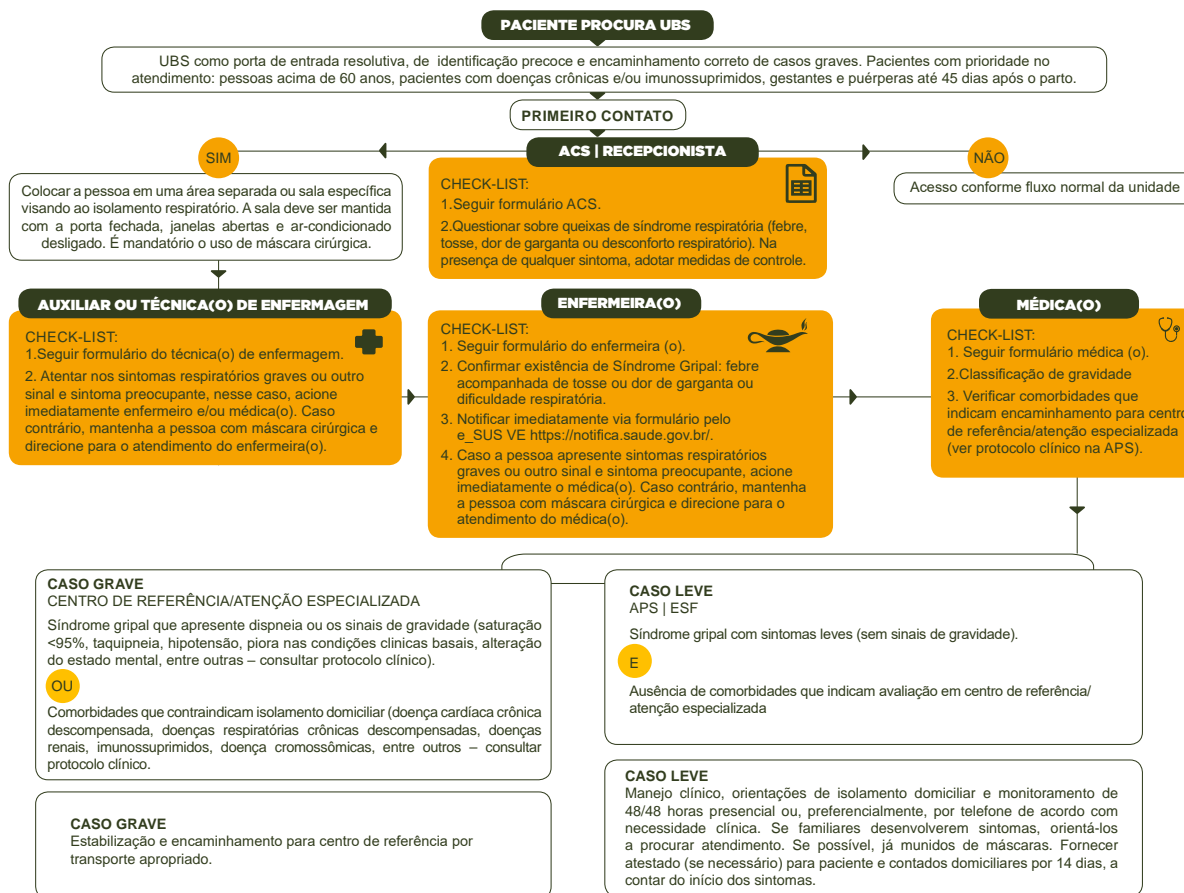 PACIENTE PROCURA UBS
UBS como porta de entrada resolutiva, de identificação precoce e encaminhamento correto de casos graves. Pacientes com prioridade no
atendimento: pessoas acima de 60 anos, pacientes com doenças crônicas e/ou imunossuprimidos, gestantes e puérperas até 45 dias após o parto.
PRIMEIRO CONTATO
SIM
ACS | RECEPCIONISTA
NÃO
Colocar a pessoa em uma área separada ou sala específica
visando ao isolamento respiratório. A sala deve ser mantida
com a porta fechada, janelas abertas e ar-condicionado
desligado. É mandatório o uso de máscara cirúrgica.
CHECK-LIST:
1.Seguir formulário ACS.
2.Questionar sobre queixas de síndrome respiratória (febre,
tosse, dor de garganta ou desconforto respiratório). Na
presença de qualquer sintoma, adotar medidas de controle.
Acesso conforme fluxo normal da unidade
AUXILIAR OU TÉCNICA(O) DE ENFERMAGEM
CHECK-LIST:
1.Seguir formulário do técnica(o) de enfermagem.
2. Atentar nos sintomas respiratórios graves ou outro
sinal e sintoma preocupante, nesse caso, acione
imediatamente enfermeiro e/ou médica(o). Caso
contrário, mantenha a pessoa com máscara cirúrgica e
direcione para o atendimento do enfermeira(o).
ENFERMEIRA(O)
CHECK-LIST:
1. Seguir formulário do enfermeira (o).
2. Confirmar existência de Síndrome Gripal: febre
acompanhada de tosse ou dor de garganta ou
dificuldade respiratória.
3. Notificar imediatamente via formulário pelo
e_SUS VE https://notifica.saude.gov.br/.
4. Caso a pessoa apresente sintomas respiratórios
graves ou outro sinal e sintoma preocupante, acione
imediatamente o médica(o). Caso contrário, mantenha
a pessoa com máscara cirúrgica e direcione para o
atendimento do médica(o).
MÉDICA(O)
CHECK-LIST:
1. Seguir formulário médica (o).
2.Classificação de gravidade
3. Verificar comorbidades que
indicam encaminhamento para centro
de referência/atenção especializada
(ver protocolo clínico na APS).
CASO GRAVE
CENTRO DE REFERÊNCIA/ATENÇÃO ESPECIALIZADA
Síndrome gripal que apresente dispneia ou os sinais de gravidade (saturação
<95%, taquipneia, hipotensão, piora nas condições clinicas basais, alteração
do estado mental, entre outras – consultar protocolo clínico).
OU
Comorbidades que contraindicam isolamento domiciliar (doença cardíaca crônica
descompensada, doenças respiratórias crônicas descompensadas, doenças
renais, imunossuprimidos, doença cromossômicas, entre outros – consultar
protocolo clínico.
CASO LEVE
APS | ESF
Síndrome gripal com sintomas leves (sem sinais de gravidade).
E
Ausência de comorbidades que indicam avaliação em centro de referência/
atenção especializada
CASO GRAVE
Estabilização e encaminhamento para centro de referência por
transporte apropriado.
CASO LEVE
Manejo clínico, orientações de isolamento domiciliar e monitoramento de
48/48 horas presencial ou, preferencialmente, por telefone de acordo com
necessidade clínica. Se familiares desenvolverem sintomas, orientá-los
a procurar atendimento. Se possível, já munidos de máscaras. Fornecer
atestado (se necessário) para paciente e contados domiciliares por 14 dias, a
contar do início dos sintomas.